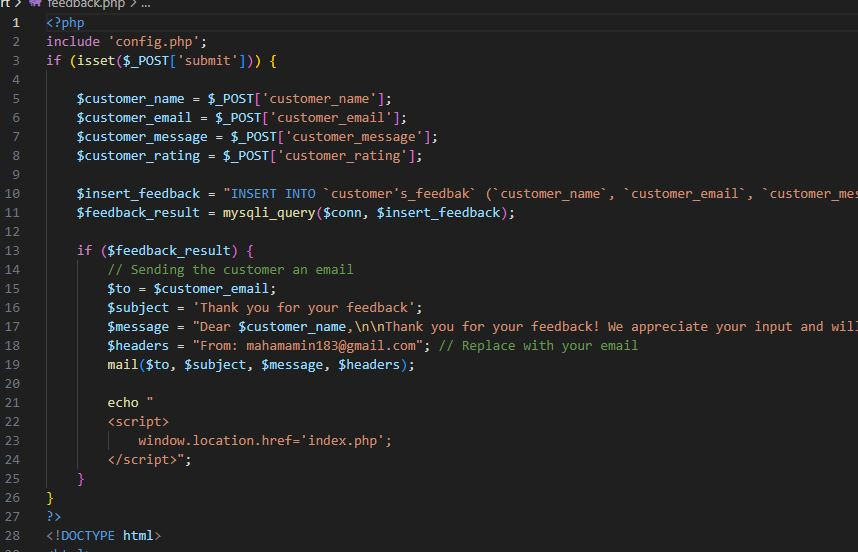 rt > feedback.php > ...
1 <?php
2 include 'config.php';
3 if (isset($_POST['submit'])) {
4
5 $customer_name = $_POST['customer_name'];
6 $customer_email = $_POST['customer_email'];
7 $customer_message = $_POST['customer_message'];
8 $customer_rating = $_POST['customer_rating'];
9
10 $insert_feedback = "INSERT INTO `customer's_feedbak` (`customer_name`, `customer_email`, `customer_mes
11 $feedback_result = mysqli_query($conn, $insert_feedback);
12
13 if ($feedback_result) {
14 // Sending the customer an email
15 $to = $customer_email;
16 $subject = 'Thank you for your feedback';
17 $message = "Dear $customer_name,\n\nThank you for your feedback! We appreciate your input and will
18 $headers = "From: mahamamin183@gmail.com"; // Replace with your email
19 mail($to, $subject, $message, $headers);
20
21 echo "
22 <script>
23 window.location.href='index.php';
24 </script>";
25 }
26 }
27 ?>
28 <!DOCTYPE html>